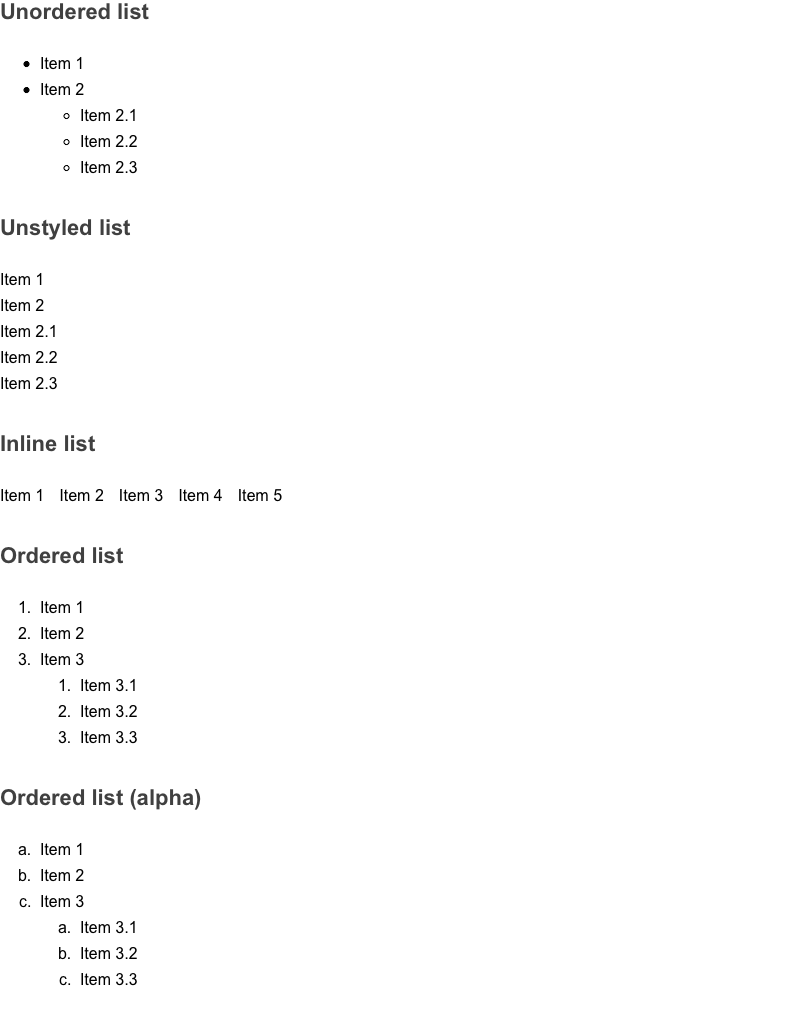 Unordered list
• Item 1
• Item 2
◦ Item 2.1
◦ Item 2.2
◦ Item 2.3
Unstyled list
Item 1
Item 2
Item 2.1
Item 2.2
Item 2.3
Inline list
Item 1 Item 2 Item 3 Item 4 Item 5
Ordered list
1. Item 1
2. Item 2
3. Item 3
1. Item 3.1
2. Item 3.2
3. Item 3.3
Ordered list (alpha)
a. Item 1
b. Item 2
c. Item 3
a. Item 3.1
b. Item 3.2
c. Item 3.3